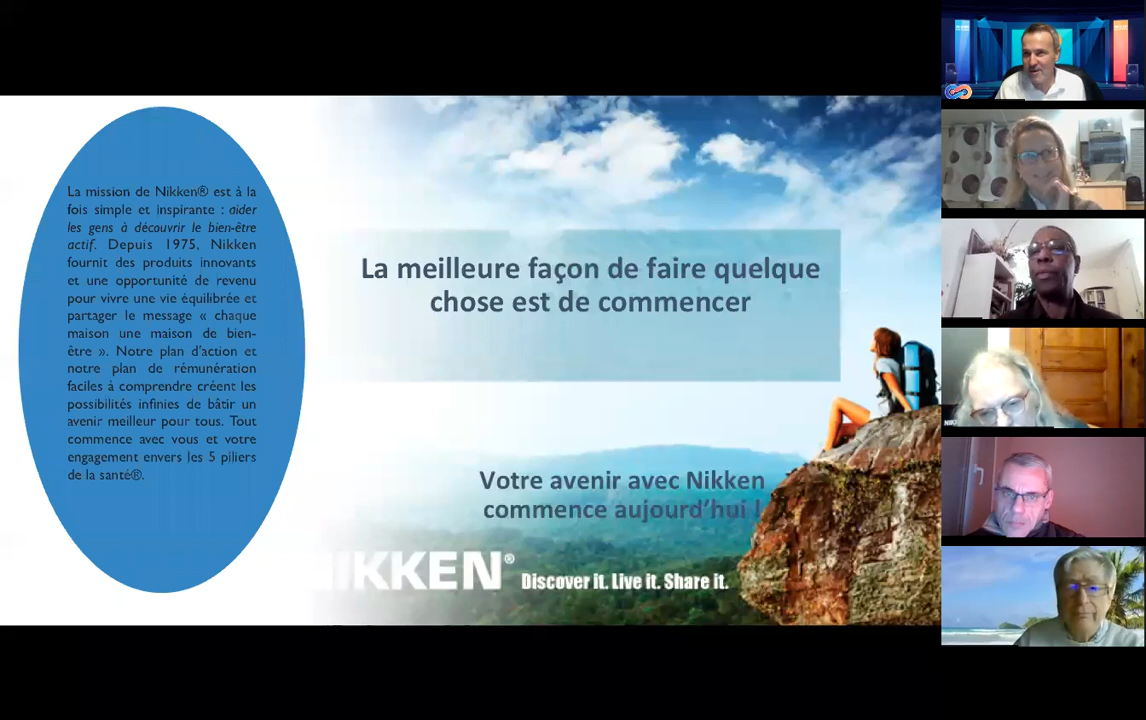 La mission de Nikken® est à la
fois simple et inspirante : aider
les gens à découvrir le bien-être
actif. Depuis 1975, Nikken
fournit des produits innovants
et une opportunité de revenu
pour vivre une vie équilibrée et
partager le message « chaque
maison une maison de bien-
être ». Notre plan d'action et
notre plan de rémunération
faciles à comprendre créent les
possibilités infinies de bâtir un
avenir meilleur pour tous. Tout
commence avec vous et votre
engagement envers les 5 piliers
de la santé®.
La meilleure façon de faire quelque
chose est de commencer
Votre avenir avec Nikken
commence aujourd'hui !
NIKKEN®
Discover it. Live it. Share it.